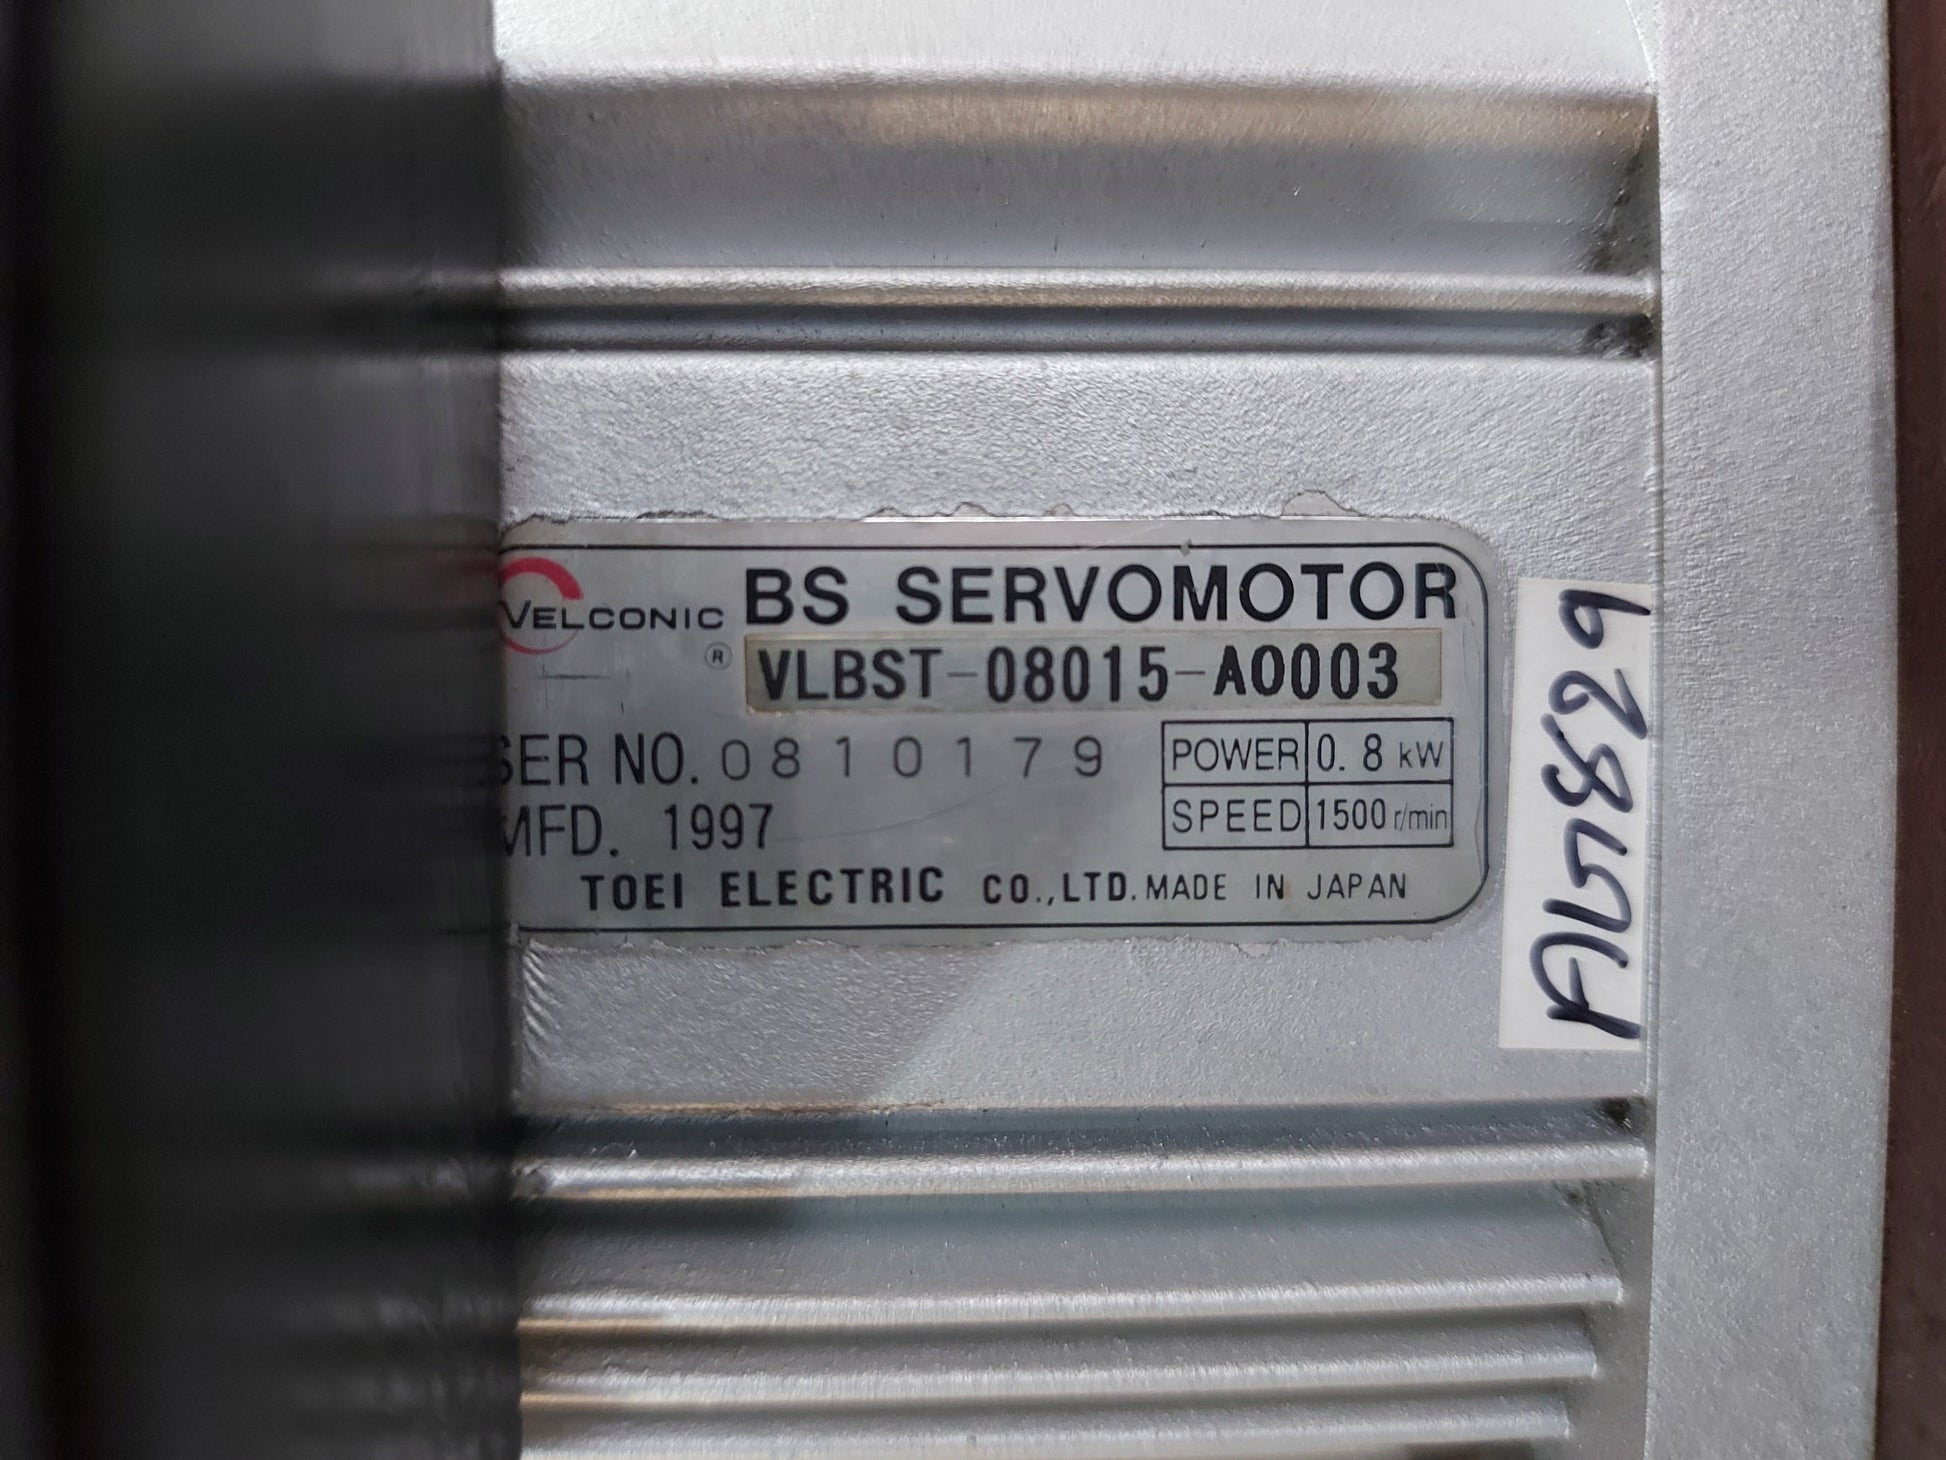 VELCONIC ® BS SERVOMOTOR
VLBST-08015-A0003
SER NO. 0810179
MFD. 1997
POWER 0.8 kW
SPEED 1500 r/min
TOEI ELECTRIC CO., LTD. MADE IN JAPAN